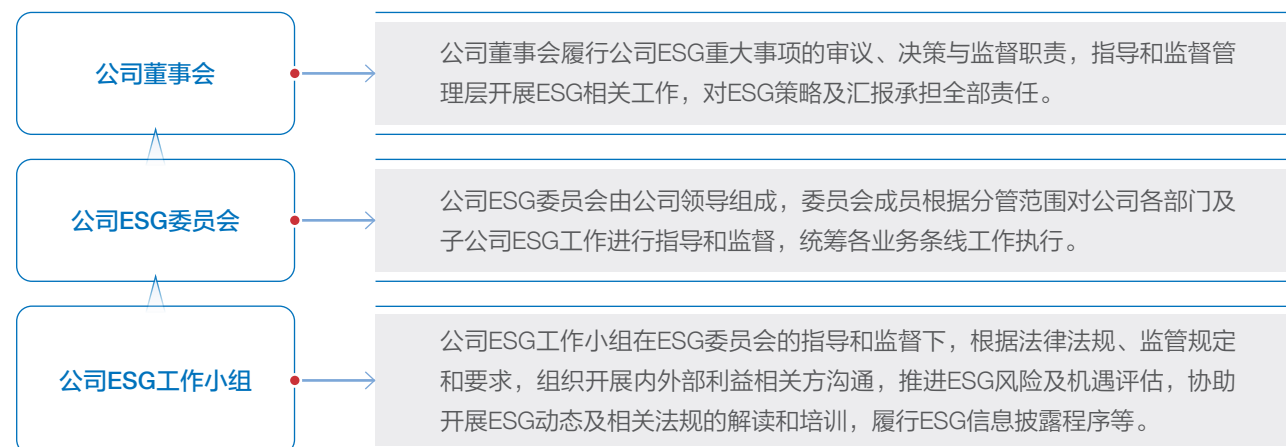 公司董事会
公司董事会履行公司ESG重大事项的审议、决策与监督职责，指导和监督管
理层开展ESG相关工作，对ESG策略及汇报承担全部责任。
公司ESG委员会
公司ESG委员会由公司领导组成，委员会成员根据分管范围对公司各部门及
子公司ESG工作进行指导和监督，统筹各业务条线工作执行。
公司ESG工作小组
公司ESG工作小组在ESG委员会的指导和监督下，根据法律法规、监管规定
和要求，组织开展内外部利益相关方沟通，推进ESG风险及机遇评估，协助
开展ESG动态及相关法规的解读和培训，履行ESG信息披露程序等。